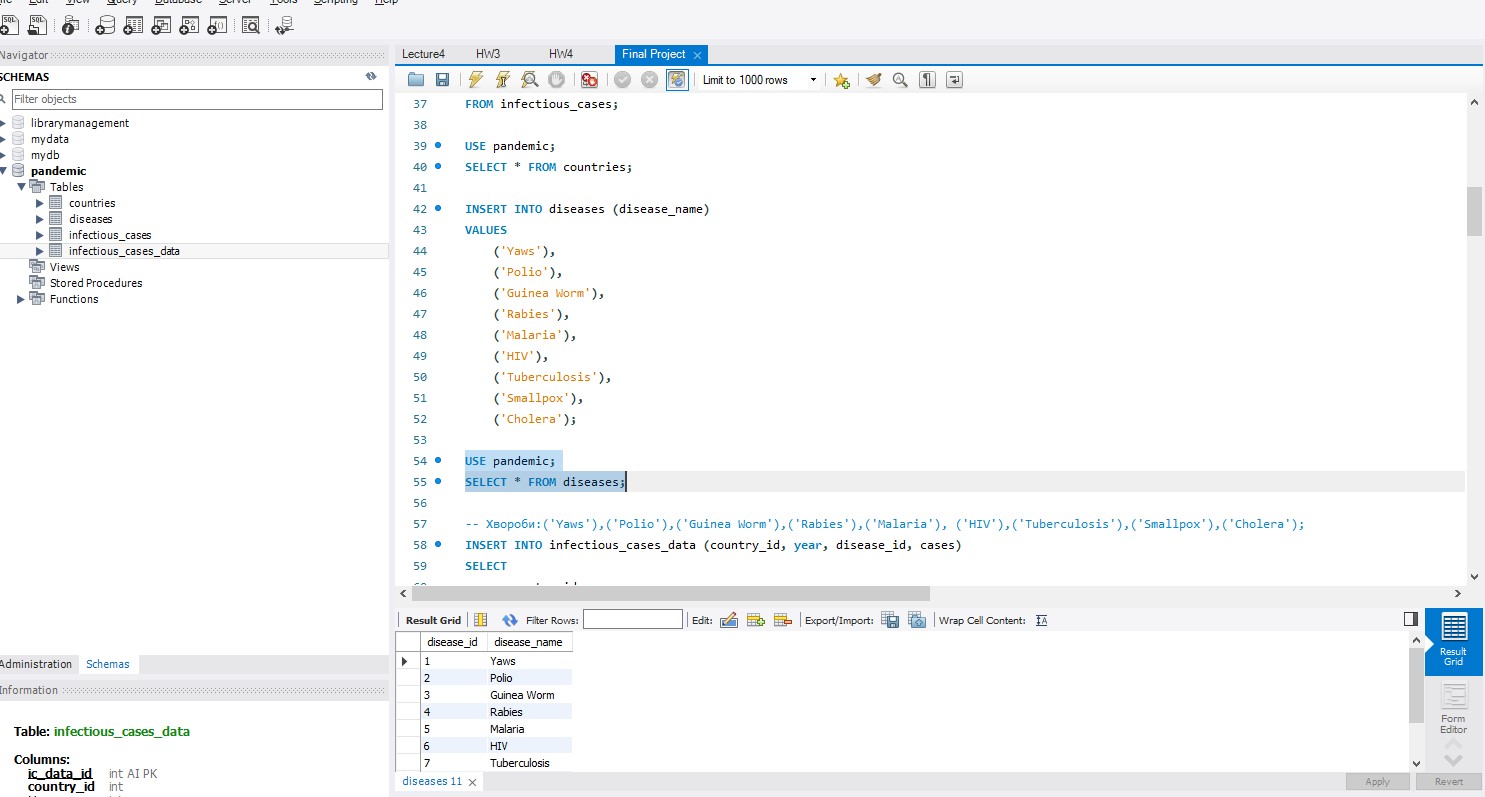 File Edit View Query Database Server Tools Scripting Help
Navigator
SCHEMAS
Filter objects
librarymanagement
mydata
mydb
pandemic
Tables
countries
diseases
infectious_cases
infectious_cases_data
Views
Stored Procedures
Functions
Administration Schemas
Information
Table: infectious_cases_data
Columns:
ic_data_id int AI PK
country_id int
Lecture4 HW3 HW4 Final Project
Limit to 1000 rows
37 FROM infectious_cases;
38
39 USE pandemic;
40 SELECT * FROM countries;
41
42 INSERT INTO diseases (disease_name)
43 VALUES
44 ('Yaws'),
45 ('Polio'),
46 ('Guinea Worm'),
47 ('Rabies'),
48 ('Malaria'),
49 ('HIV'),
50 ('Tuberculosis'),
51 ('Smallpox'),
52 ('Cholera');
53
54 USE pandemic;
55 SELECT * FROM diseases;
56
57 -- Хвороби:('Yaws'),('Polio'),('Guinea Worm'),('Rabies'),('Malaria'), ('HIV'),('Tuberculosis'),('Smallpox'),('Cholera');
58 INSERT INTO infectious_cases_data (country_id, year, disease_id, cases)
59 SELECT
Result Grid Filter Rows: Edit: Export/Import: Wrap Cell Content:
disease_id disease_name
1 Yaws
2 Polio
3 Guinea Worm
4 Rabies
5 Malaria
6 HIV
7 Tuberculosis
Result
Grid
Form
Editor
diseases 11
Apply Revert